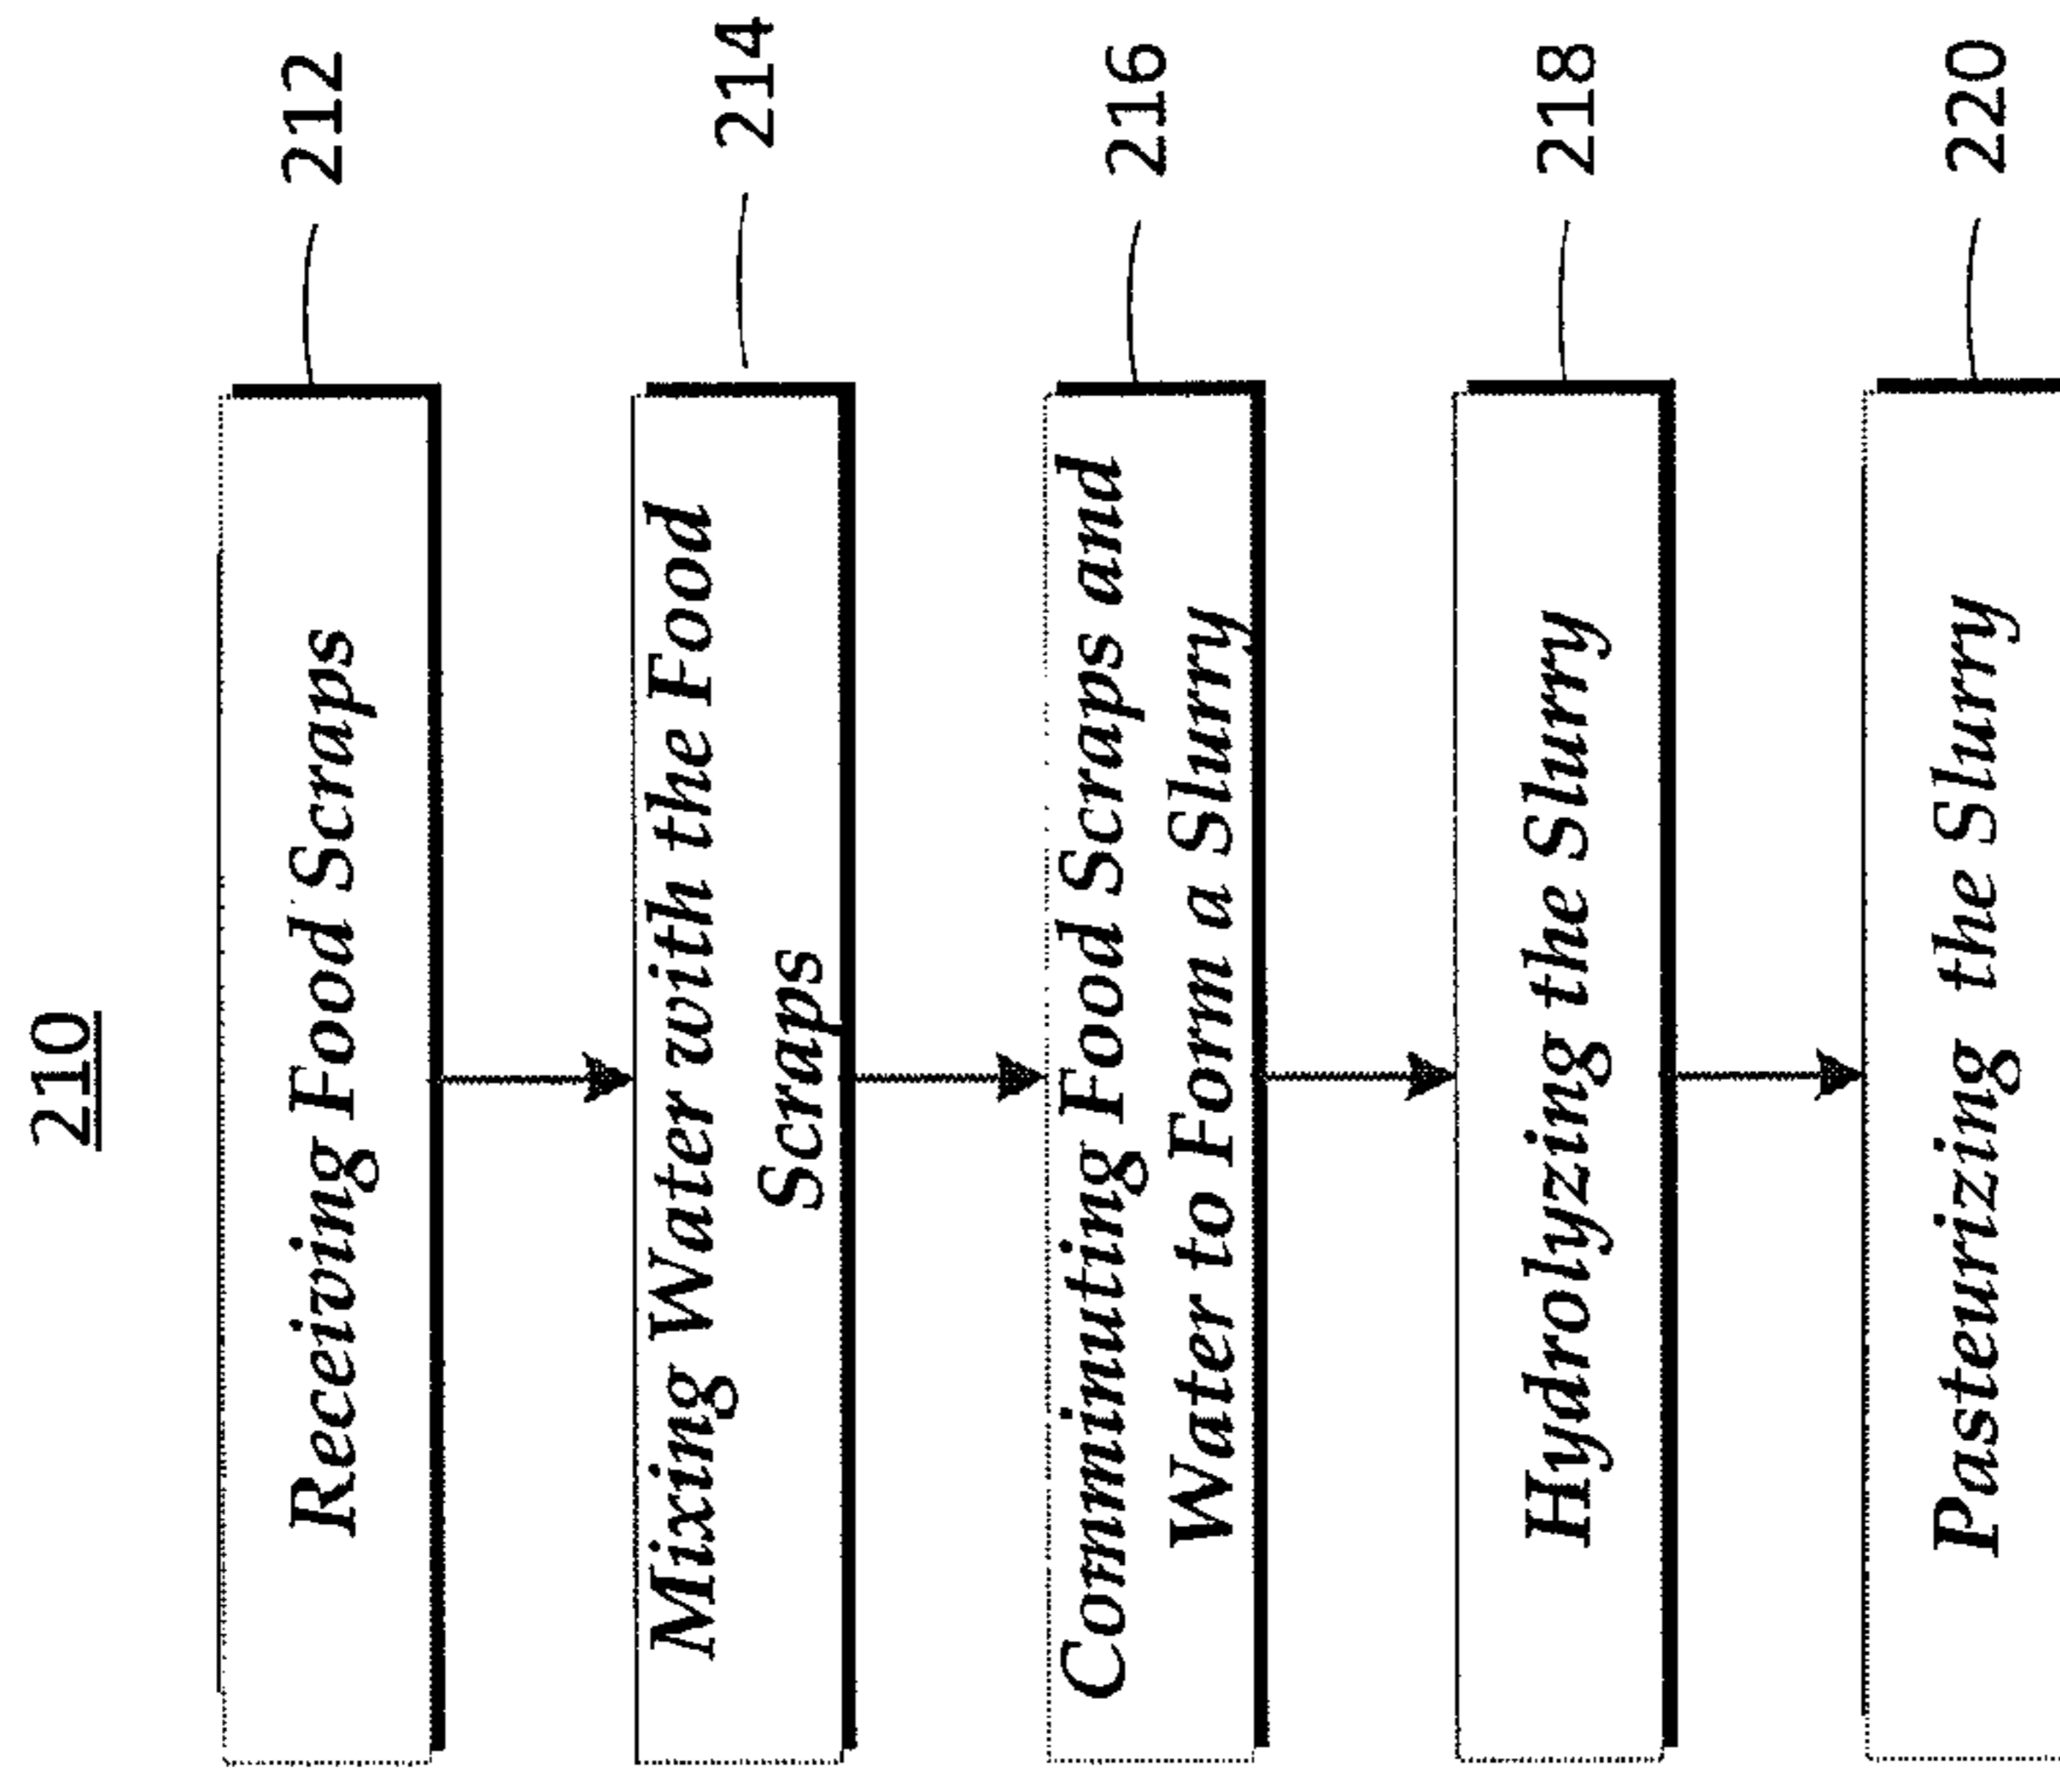 210
Receiving Food Scraps
212
Mixing Water with the Food
Scraps
214
Comminuting Food Scraps and
Water to Form a Slurry
216
Hydrolyzing the Slurry
218
Pasteurizing the Slurry
220